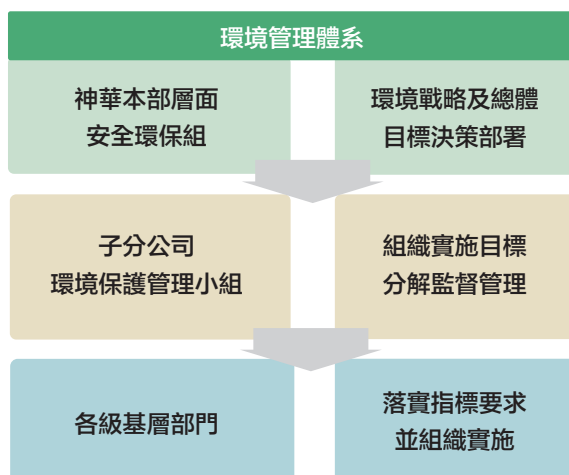 環境管理體系
神華本部層面
安全環保組
環境戰略及總體
目標決策部署
子分公司
環境保護管理小組
組織實施目標
分解監督管理
各級基層部門
落實指標要求
並組織實施